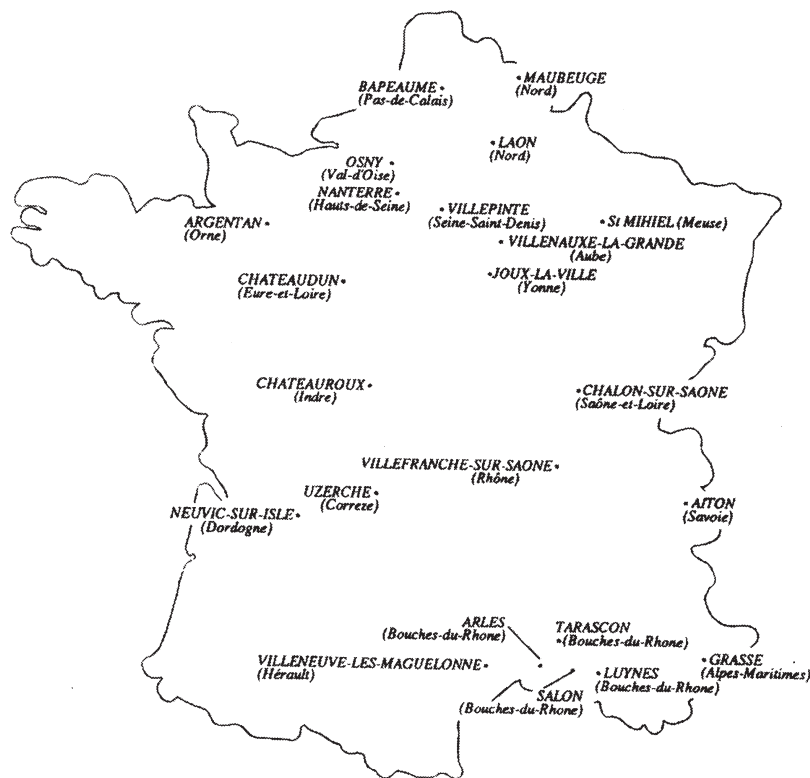 BAPEAUME
(Pas-de-Calais)
MAUBEUGE
(Nord)
LAON
(Nord)
OSNY
(Val-d'Oise)
NANTERRE
(Hauts-de-Seine)
VILLEPINTE
(Seine-Saint-Denis)
ARGENTAN
(Orne)
St MIHIEL (Meuse)
VILLENAUXE-LA-GRANDE
(Aube)
CHATEAUDUN
(Eure-et-Loire)
JOUX-LA-VILLE
(Yonne)
CHATEAUROUX
(Indre)
CHALON-SUR-SAONE
(Saône-et-Loire)
VILLEFRANCHE-SUR-SAONE
(Rhône)
UZERCHE
(Correze)
NEUVIC-SUR-ISLE
(Dordogne)
AITON
(Savoie)
ARLES
(Bouches-du-Rhone)
TARASCON
(Bouches-du-Rhone)
VILLENEUVE-LES-MAGUELONNE
(Hérault)
GRASSE
(Alpes-Maritimes)
LUYNES
(Bouches-du-Rhone)
SALON
(Bouches-du-Rhone)